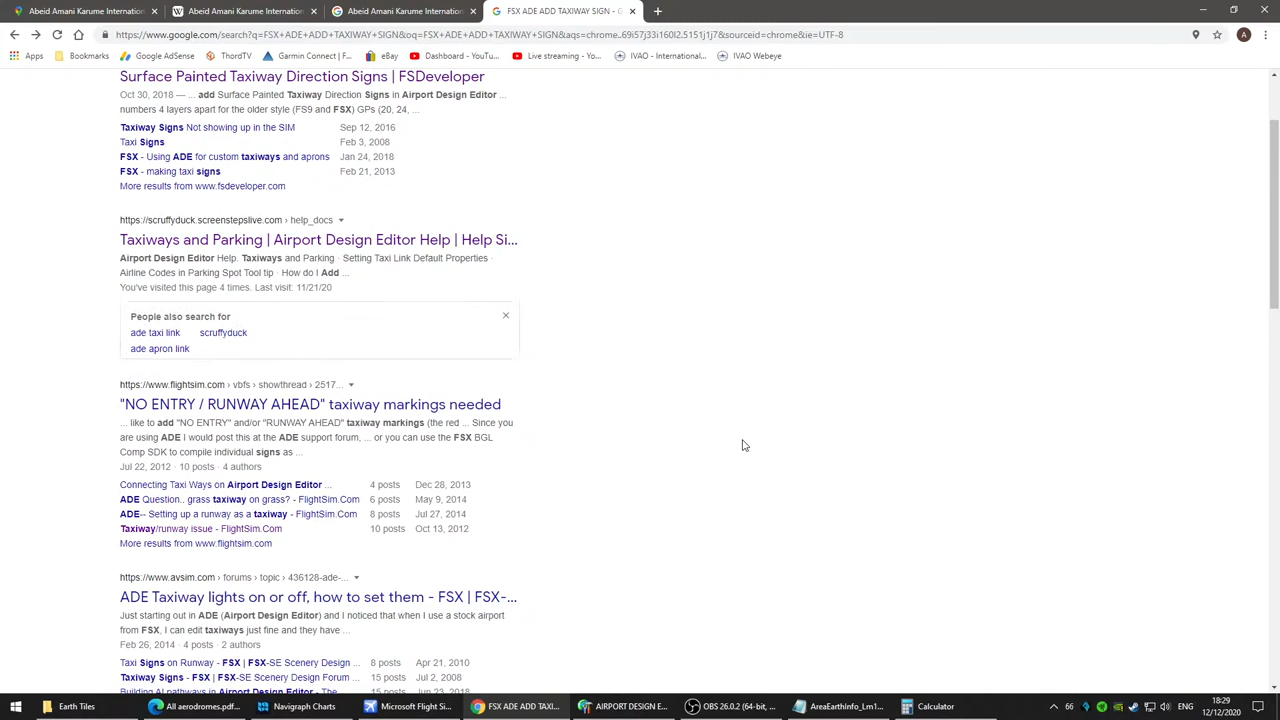 Abeid Amani Karume Internation
Abeid Amani Karume Internation
Abeid Amani Karume Internation
FSX ADE ADD TAXIWAY SIGN -
https://www.google.com/search?q=FSX+ADE+ADD+TAXIWAY+SIGN&oq=FSX+ADE+ADD+TAXIWAY+SIGN&aqs=chrome..69i57j33i160l2.5151j1j7&sourceid=chrome&ie=UTF-8
A
Apps
Bookmarks
Google AdSense
ThordTV
Garmin Connect | F...
eBay
Dashboard - YouTu...
Live streaming - Yo...
IVAO - International...
IVAO Webeye
Surface Painted Taxiway Direction Signs | FSDeveloper
Oct 30, 2018 — ... add Surface Painted Taxiway Direction Signs in Airport Design Editor ...
numbers 4 layers apart for the older style (FS9 and FSX) GPs (20, 24, ...
Taxiway Signs Not showing up in the SIM Sep 12, 2016
Taxi Signs Feb 3, 2008
FSX - Using ADE for custom taxiways and aprons Jan 24, 2018
FSX - making taxi signs Feb 21, 2013
More results from www.fsdeveloper.com
https://scruffyduck.screenstepslive.com › help_docs
Taxiways and Parking | Airport Design Editor Help | Help Si...
Airport Design Editor Help. Taxiways and Parking · Setting Taxi Link Default Properties ·
Airline Codes in Parking Spot Tool tip · How do I Add ...
You've visited this page 4 times. Last visit: 11/21/20
People also search for
ade taxi link scruffyduck
ade apron link
https://www.flightsim.com › vbfs › showthread › 2517...
"NO ENTRY / RUNWAY AHEAD" taxiway markings needed
... like to add "NO ENTRY" and/or "RUNWAY AHEAD" taxiway markings (the red ... Since you
are using ADE I would post this at the ADE support forum, ... or you can use the FSX BGL
Comp SDK to compile individual signs as ...
Jul 22, 2012 · 10 posts · 4 authors
Connecting Taxi Ways on Airport Design Editor ... 4 posts Dec 28, 2013
ADE Question.. grass taxiway on grass? - FlightSim.Com 6 posts May 9, 2014
ADE-- Setting up a runway as a taxiway - FlightSim.Com 8 posts Jul 27, 2014
Taxiway/runway issue - FlightSim.Com 10 posts Oct 13, 2012
More results from www.flightsim.com
https://www.avsim.com › forums › topic › 436128-ade-...
ADE Taxiway lights on or off, how to set them - FSX | FSX-...
Just starting out in ADE (Airport Design Editor) and I noticed that when I use a stock airport
from FSX, I can edit taxiways just fine and they have ...
Feb 26, 2014 · 4 posts · 2 authors
Taxi Signs on Runway - FSX | FSX-SE Scenery Design ... 8 posts Apr 21, 2010
Taxiway Signs - FSX | FSX-SE Scenery Design Forum ... 15 posts Jul 2, 2008
Building AI pathways in Airport Design Editor - The ... 15 posts Jun 23, 2018
Earth Tiles
All aerodromes.pdf...
Navigraph Charts
Microsoft Flight Si...
FSX ADE ADD TAXI...
AIRPORT DESIGN E...
OBS 26.0.2 (64-bit, ...
AreaEarthInfo_Lm1...
Calculator
66
18:29
12/12/2020